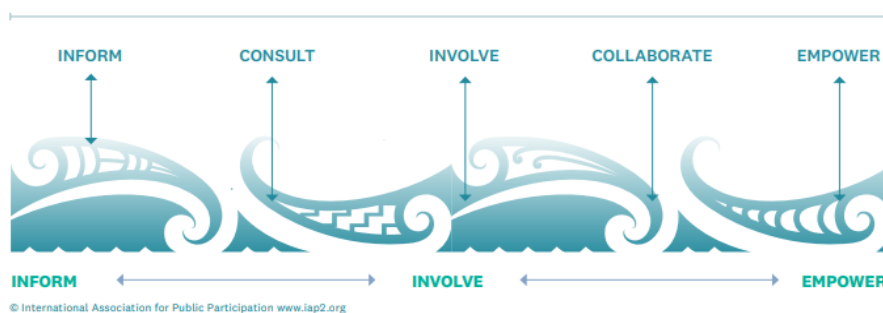 INFORM CONSULT INVOLVE COLLABORATE EMPOWER
INFORM INVOLVE EMPOWER
© International Association for Public Participation www.iap2.org